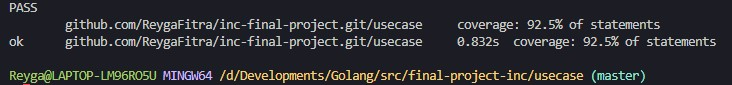 PASS
github.com/ReygaFitra/inc-final-project.git/usecase coverage: 92.5% of statements
ok github.com/ReygaFitra/inc-final-project.git/usecase 0.832s coverage: 92.5% of statements
Reyga@LAPTOP-LM96RO5U MINGW64 /d/Developments/Golang/src/final-project-inc/usecase (master)